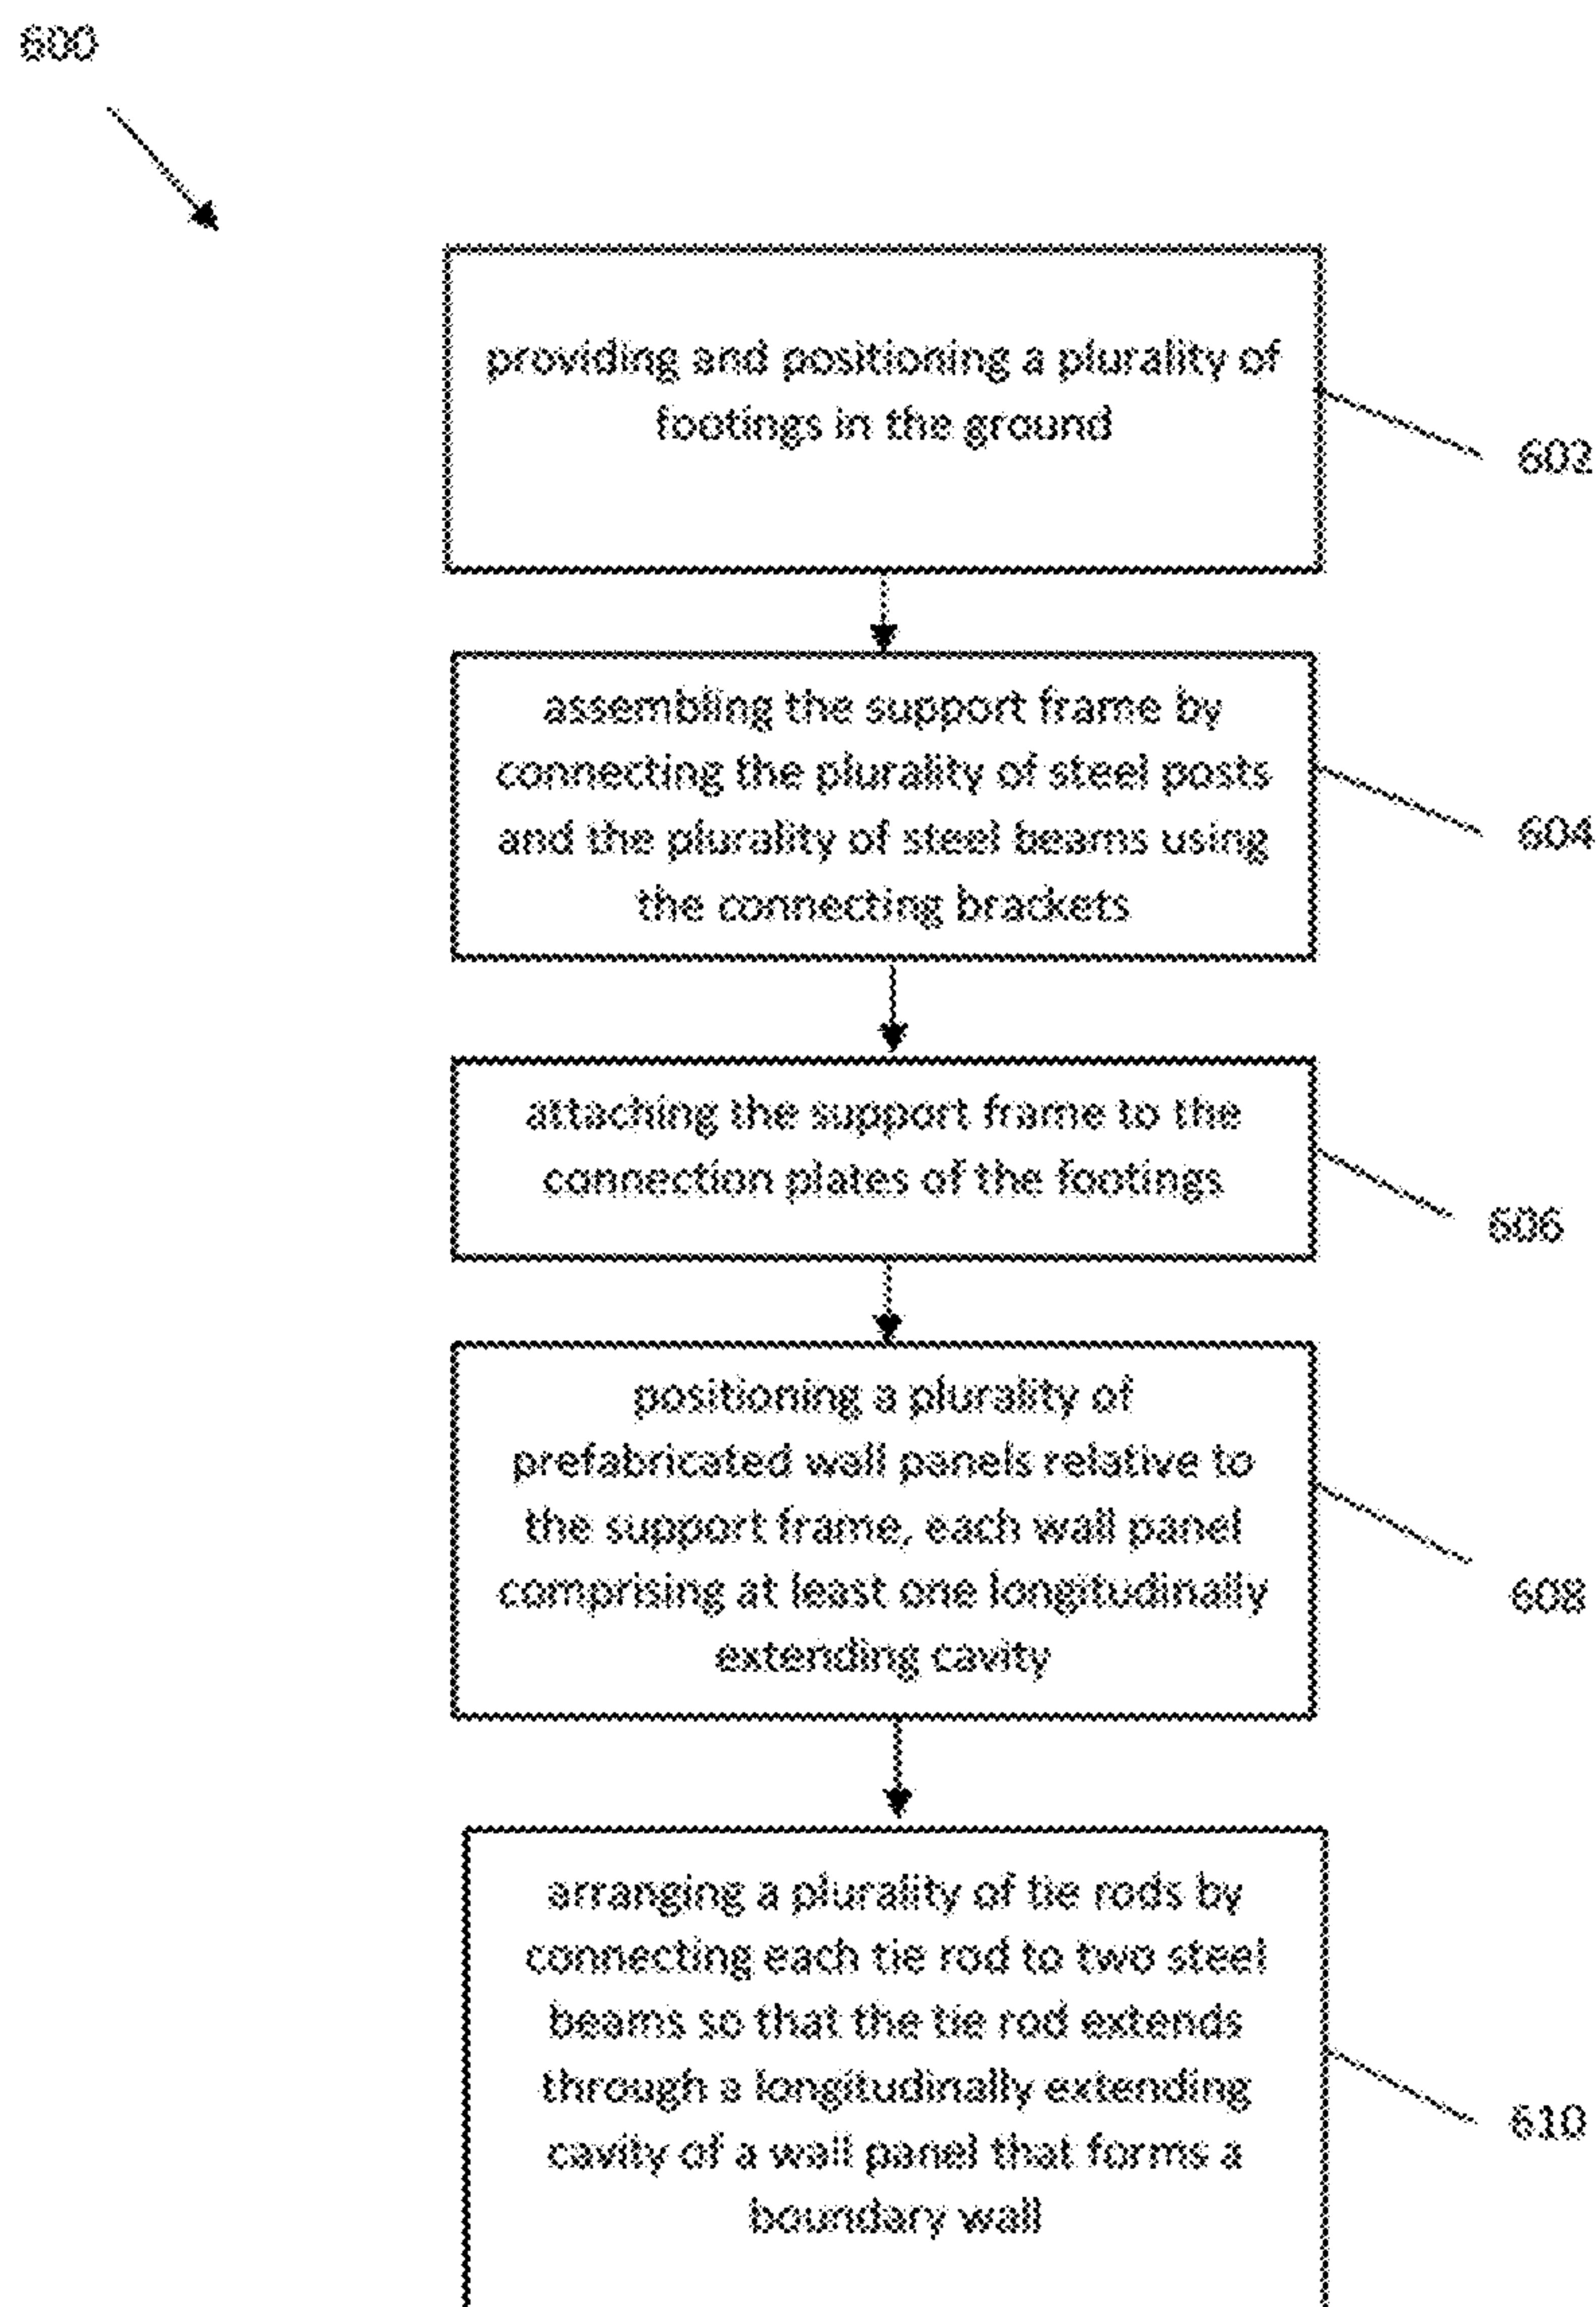 600
providing and positioning a plurality of
footings in the ground
602
assembling the support frame by
connecting the plurality of steel posts
and the plurality of steel beams using
the connecting brackets
604
attaching the support frame to the
connection plates of the footings
606
positioning a plurality of
prefabricated wall panels relative to
the support frame, each wall panel
comprising at least one longitudinally
extending cavity
608
arranging a plurality of tie rods by
connecting each tie rod to two steel
beams so that the tie rod extends
through a longitudinally extending
cavity of a wall panel that forms a
boundary wall
610